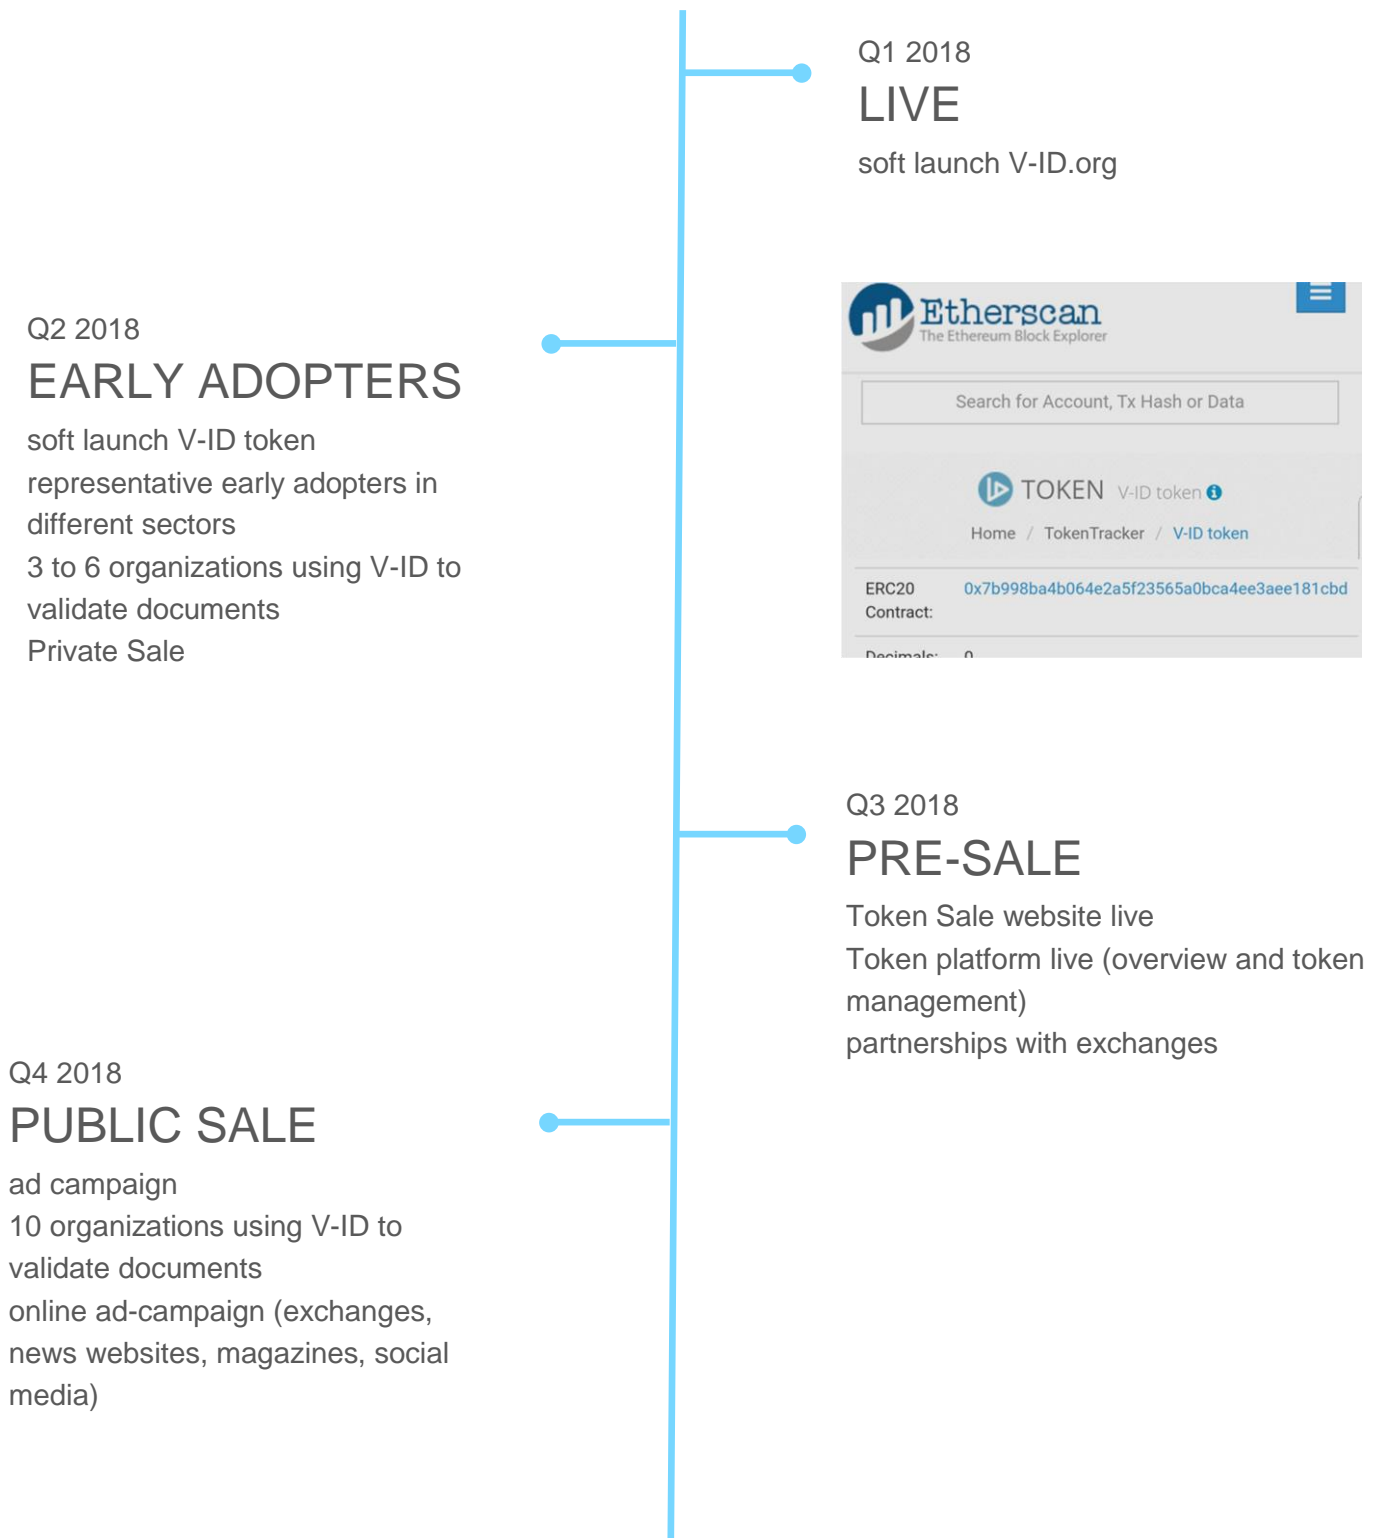 Q1 2018
LIVE
soft launch V-ID.org
Etherscan
The Ethereum Block Explorer
Search for Account, Tx Hash or Data
TOKEN V-ID token
Home / TokenTracker / V-ID token
ERC20 0x7b998ba4b064e2a5f23565a0bca4ee3aee181cbd
Contract:
Decimals: 0
Q2 2018
EARLY ADOPTERS
soft launch V-ID token
representative early adopters in
different sectors
3 to 6 organizations using V-ID to
validate documents
Private Sale
Q3 2018
PRE-SALE
Token Sale website live
Token platform live (overview and token
management)
partnerships with exchanges
Q4 2018
PUBLIC SALE
ad campaign
10 organizations using V-ID to
validate documents
online ad-campaign (exchanges,
news websites, magazines, social
media)